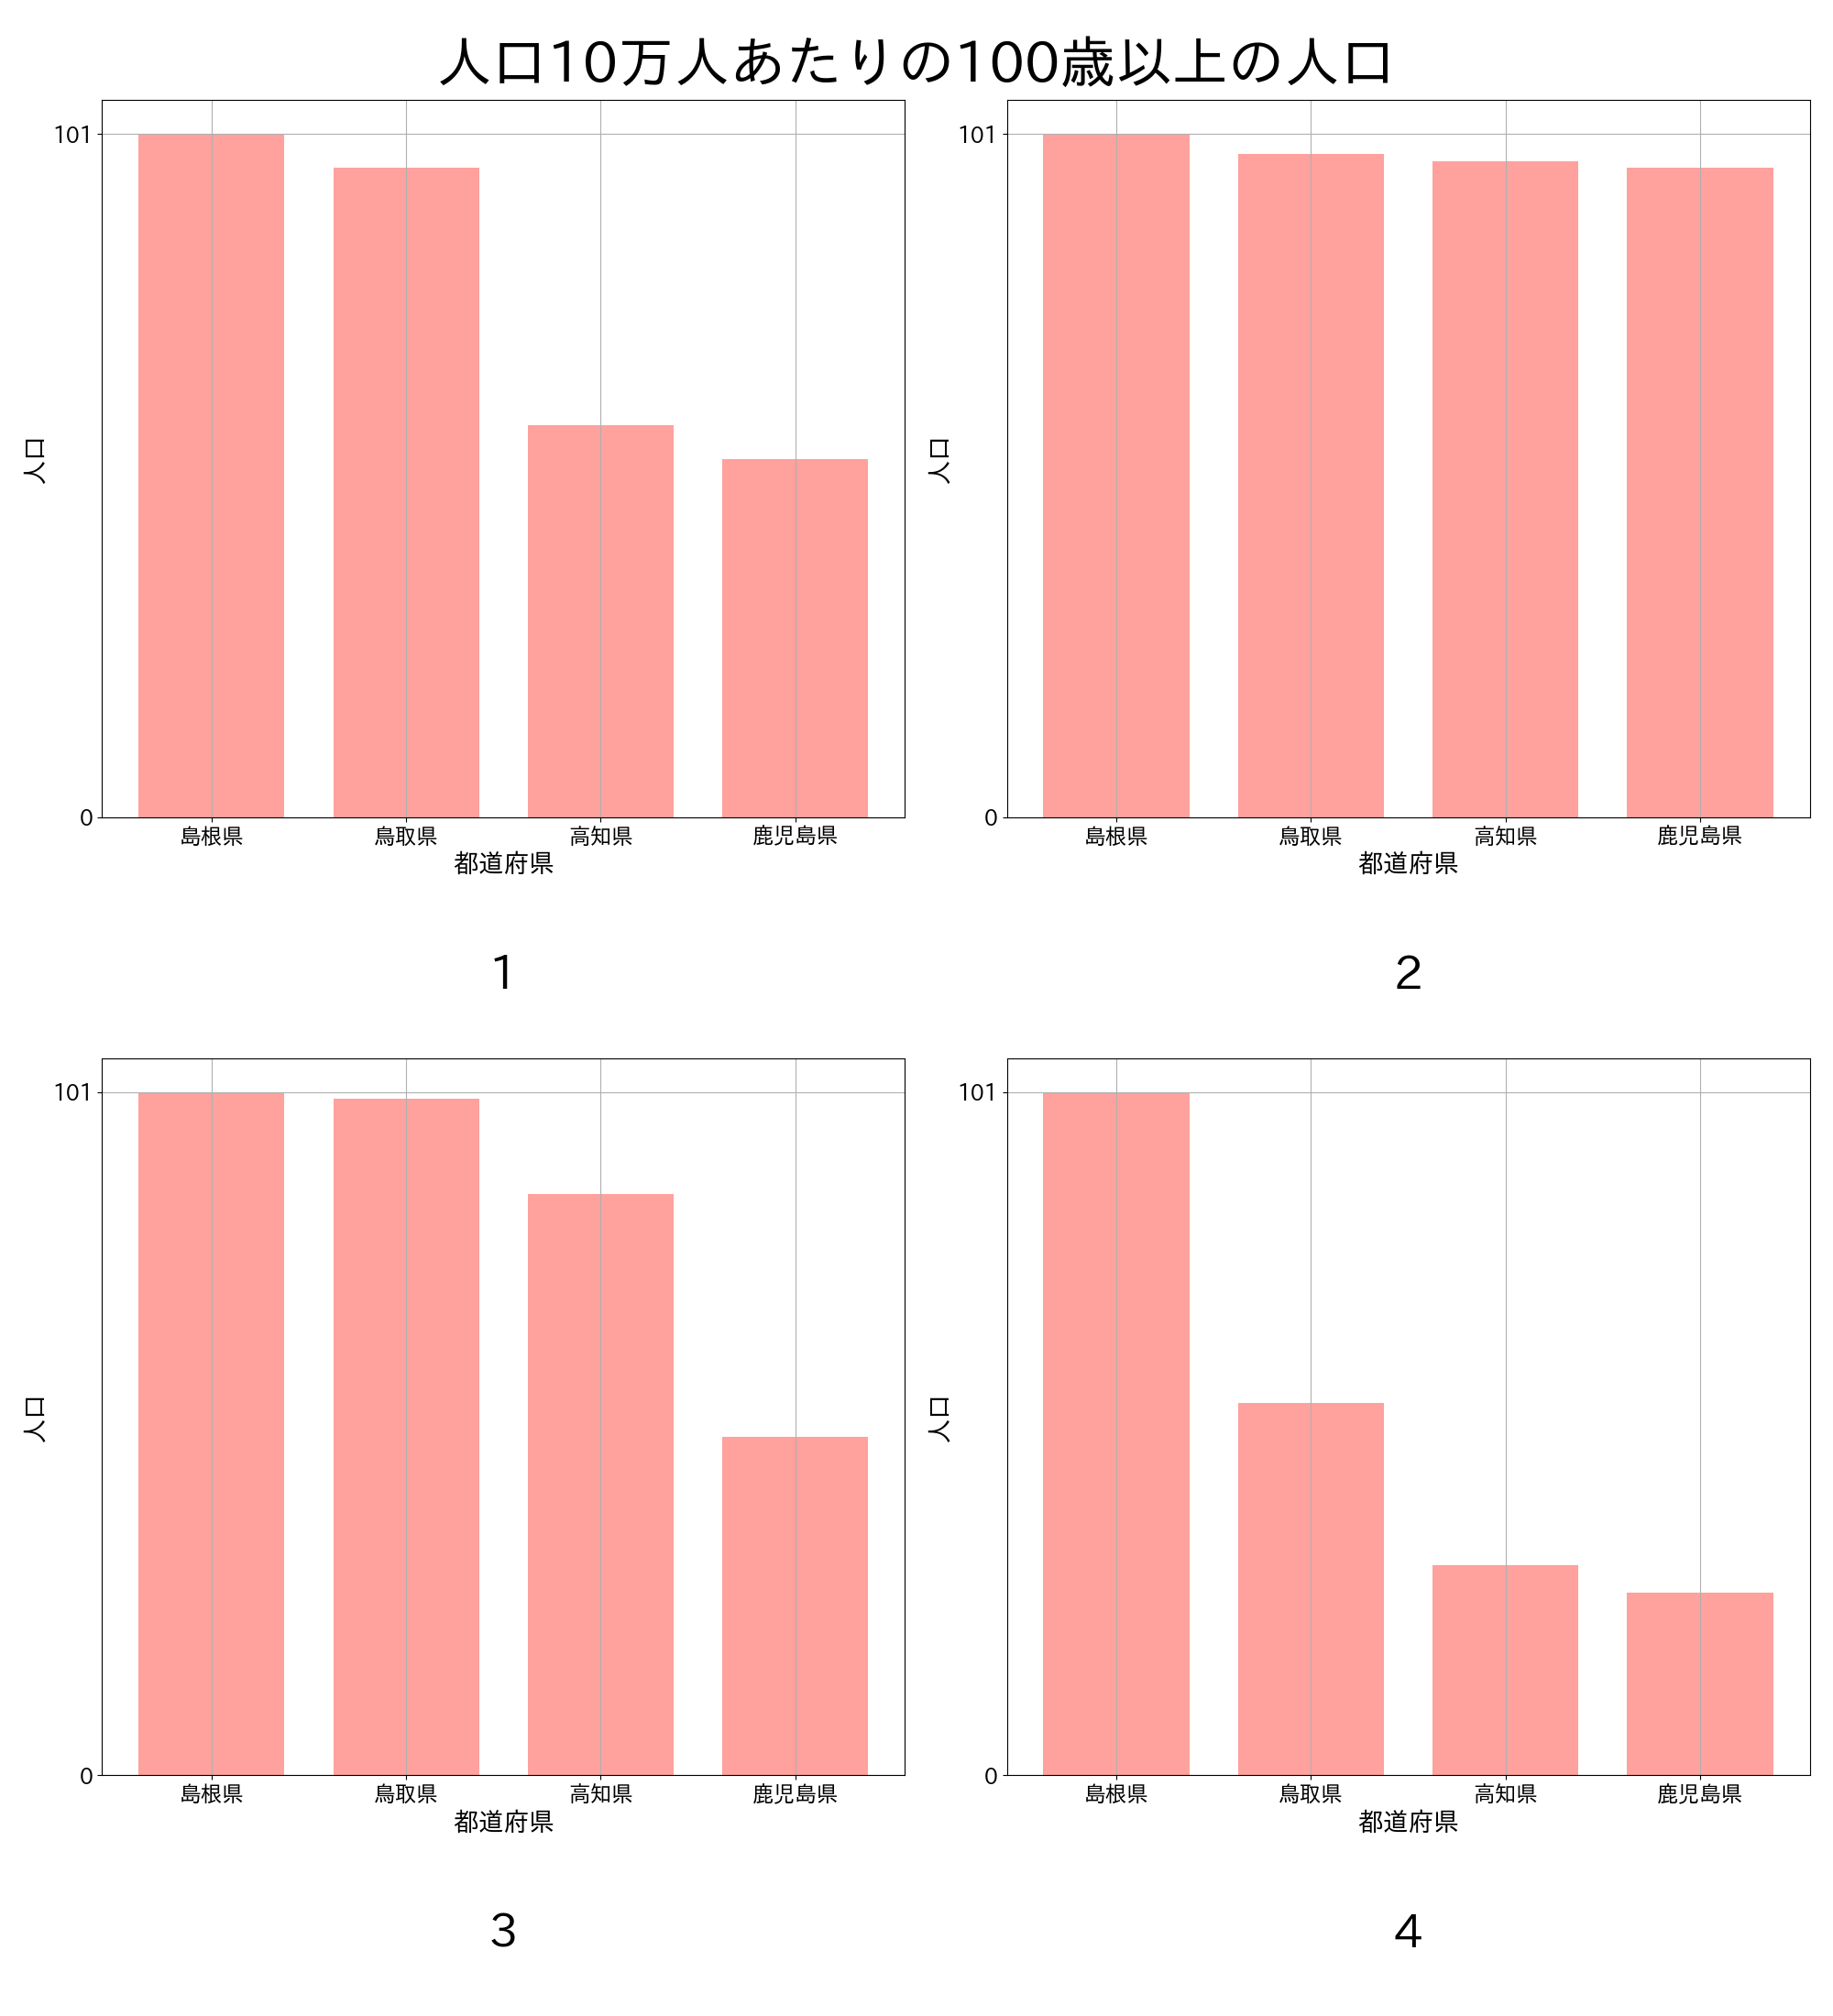 人口10万人あたりの100歳以上の人口
101
0
人口
島根県 鳥取県 高知県 鹿児島県
都道府県
1
101
0
人口
島根県 鳥取県 高知県 鹿児島県
都道府県
2
101
0
人口
島根県 鳥取県 高知県 鹿児島県
都道府県
3
101
0
人口
島根県 鳥取県 高知県 鹿児島県
都道府県
4